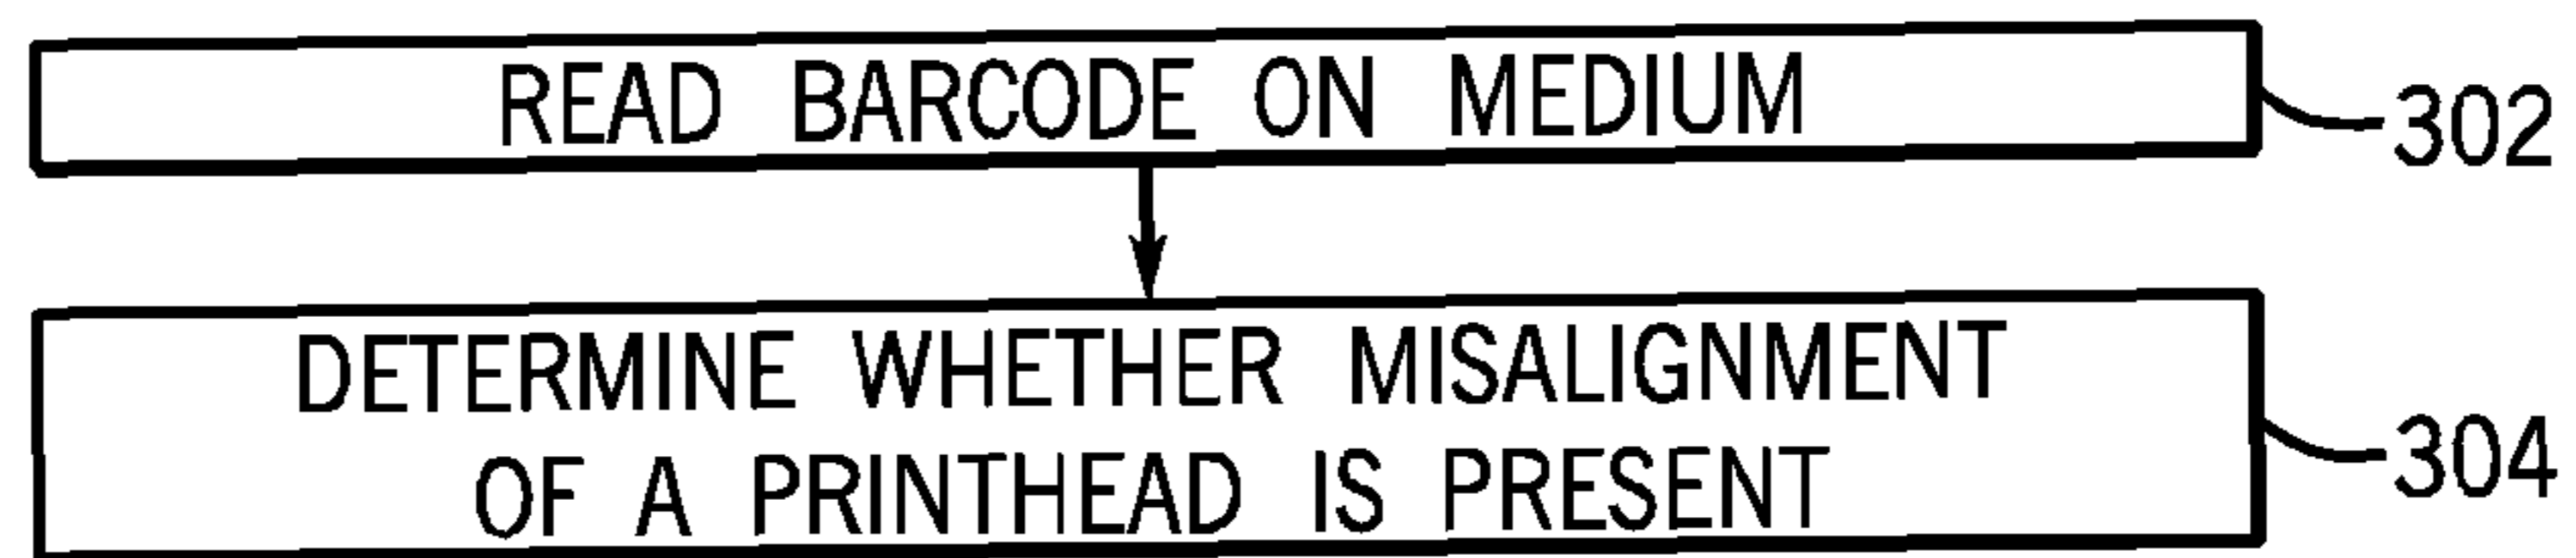 READ BARCODE ON MEDIUM
302
DETERMINE WHETHER MISALIGNMENT
OF A PRINTHEAD IS PRESENT
304